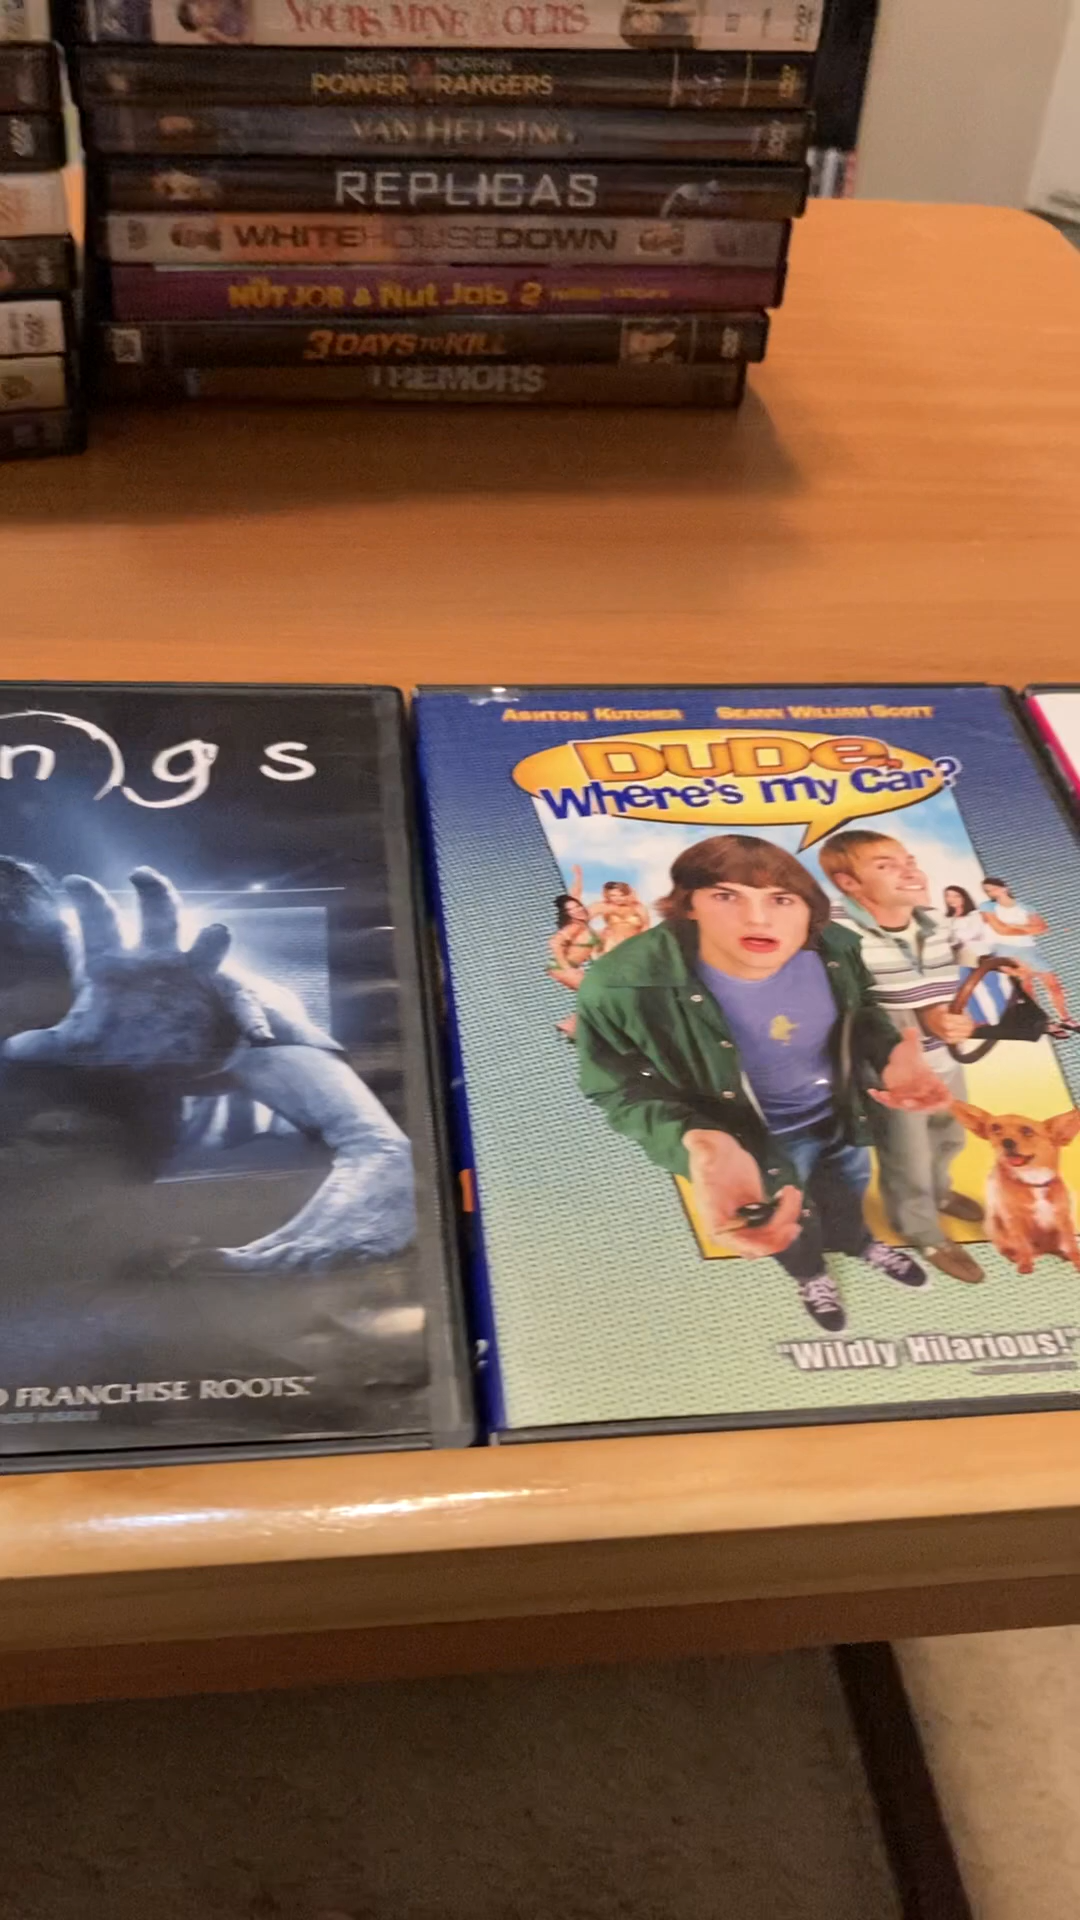 YOURS MINE & OURS
MIGHTY MORPHIN
POWER RANGERS
VAN HELSING
REPLICAS
WHITE HOUSE DOWN
NUT JOB & Nut Job 2
3 DAYS TO KILL
TREMORS
n)gs
FRANCHISE ROOTS."
ASHTON KUTCHER SEANN WILLIAM SCOTT
DUDE,
Where's my Car?
"Wildly Hilarious!"